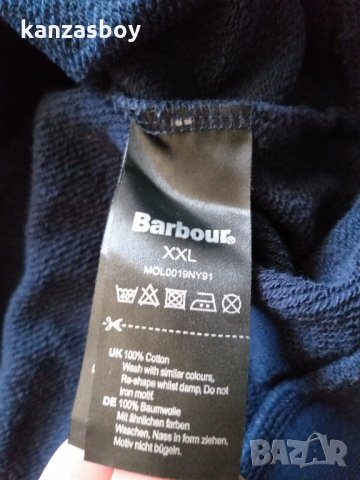 kanzasboy
Barbour®
XXL
MOL0019NY91
UK 100% Cotton
Wash with similar colours,
Re-shape whilst damp, Do not
iron motif.
DE 100% Baumwolle
Mit ähnlichen farben
Waschen, Nass in form ziehen,
Motiv nicht bügeln.
BAZAR